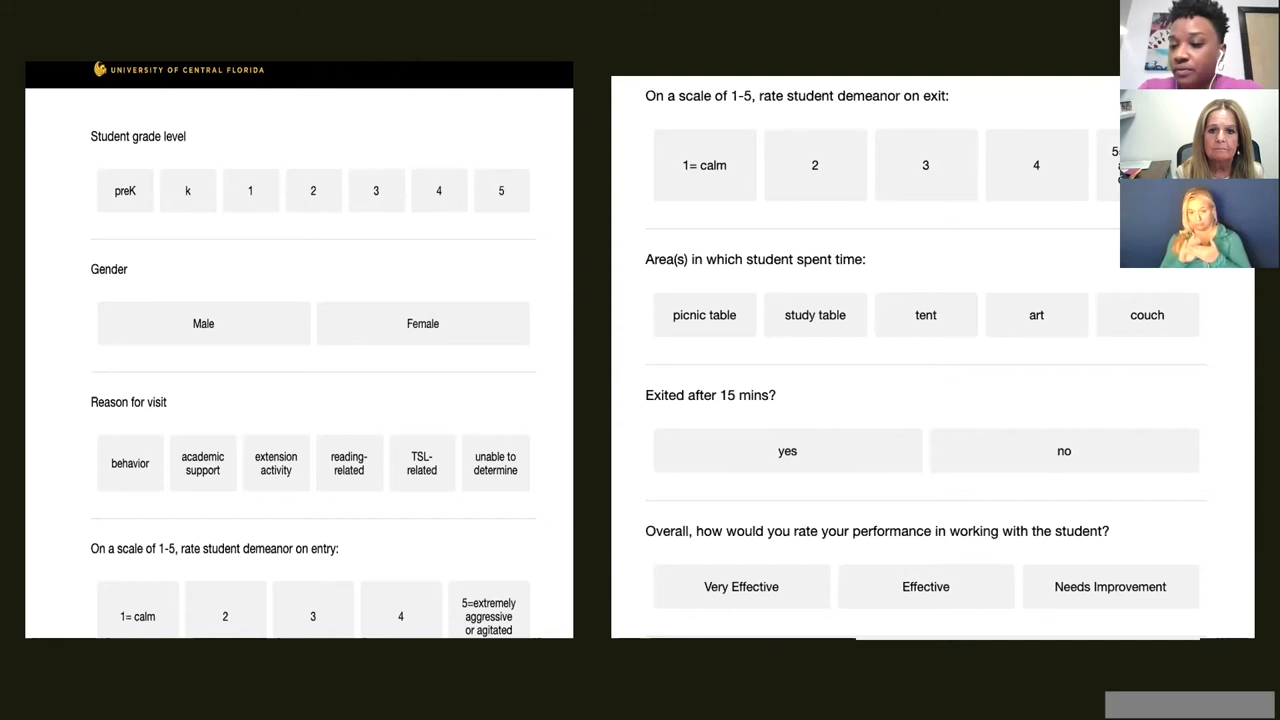 UNIVERSITY OF CENTRAL FLORIDA
Student grade level
preK k 1 2 3 4 5
Gender
Male Female
Reason for visit
behavior academic support extension activity reading-related TSL-related unable to determine
On a scale of 1-5, rate student demeanor on entry:
1= calm 2 3 4 5=extremely aggressive or agitated
On a scale of 1-5, rate student demeanor on exit:
1= calm 2 3 4
Area(s) in which student spent time:
picnic table study table tent art couch
Exited after 15 mins?
yes no
Overall, how would you rate your performance in working with the student?
Very Effective Effective Needs Improvement